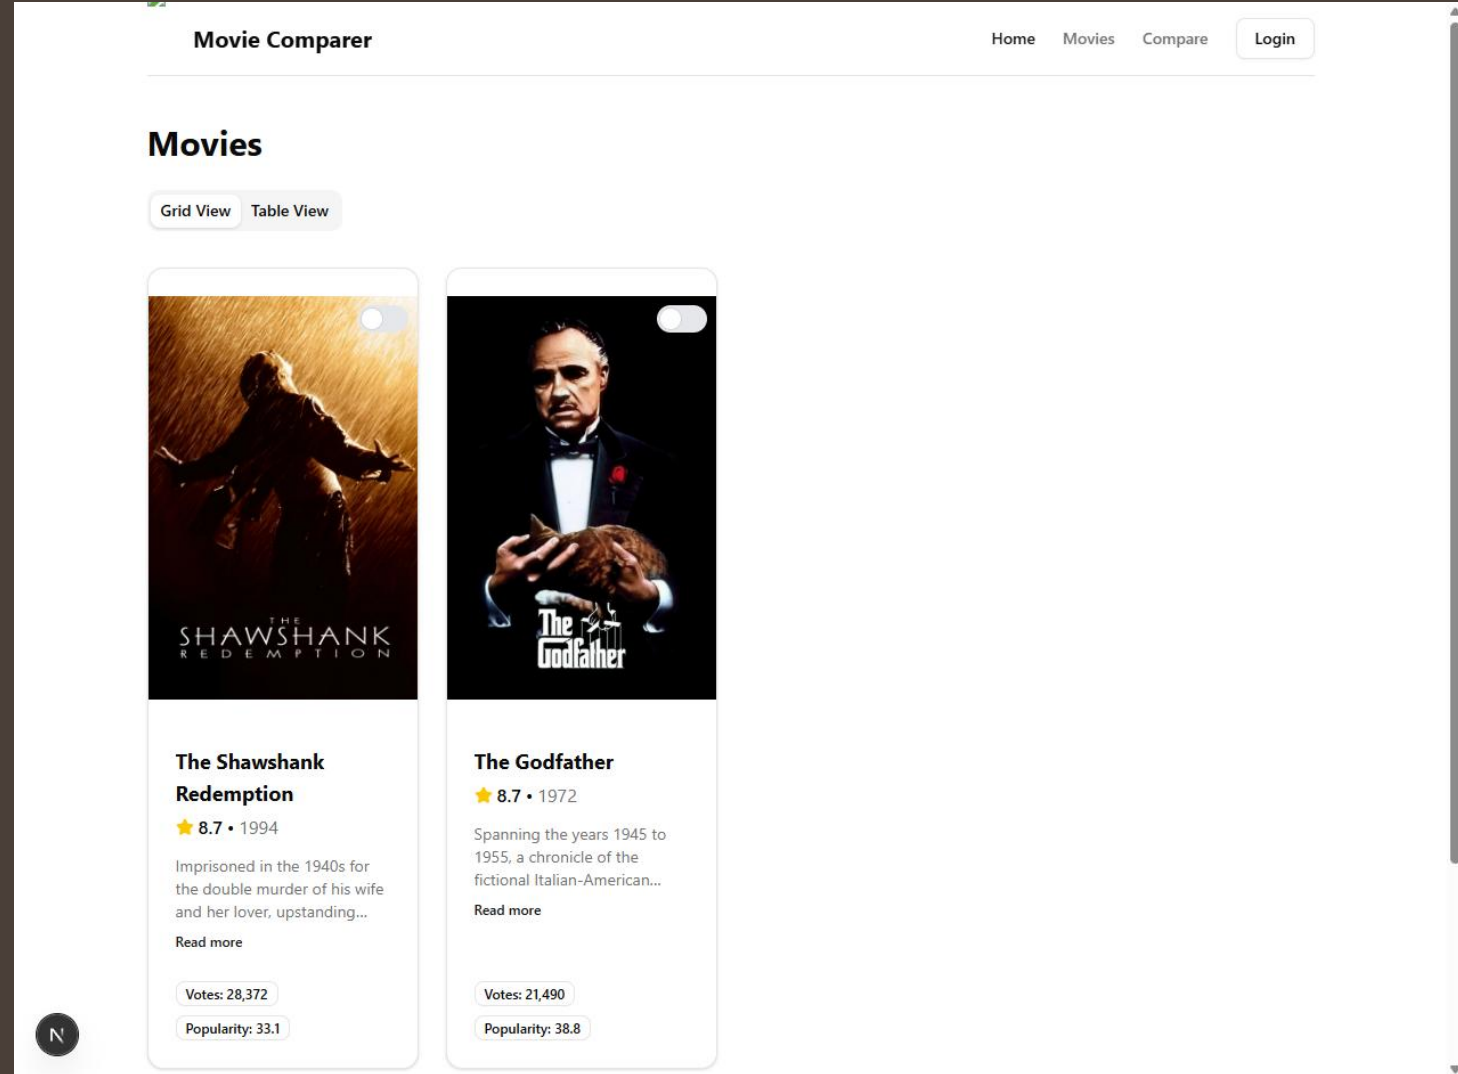 Movie Comparer
Home Movies Compare Login
Movies
Grid View Table View
THE
SHAWSHANK
REDEMPTION
The
Godfather
The Shawshank
Redemption
8.7 • 1994
Imprisoned in the 1940s for
the double murder of his wife
and her lover, upstanding...
Read more
Votes: 28,372
Popularity: 33.1
The Godfather
8.7 • 1972
Spanning the years 1945 to
1955, a chronicle of the
fictional Italian-American...
Read more
Votes: 21,490
Popularity: 38.8
N